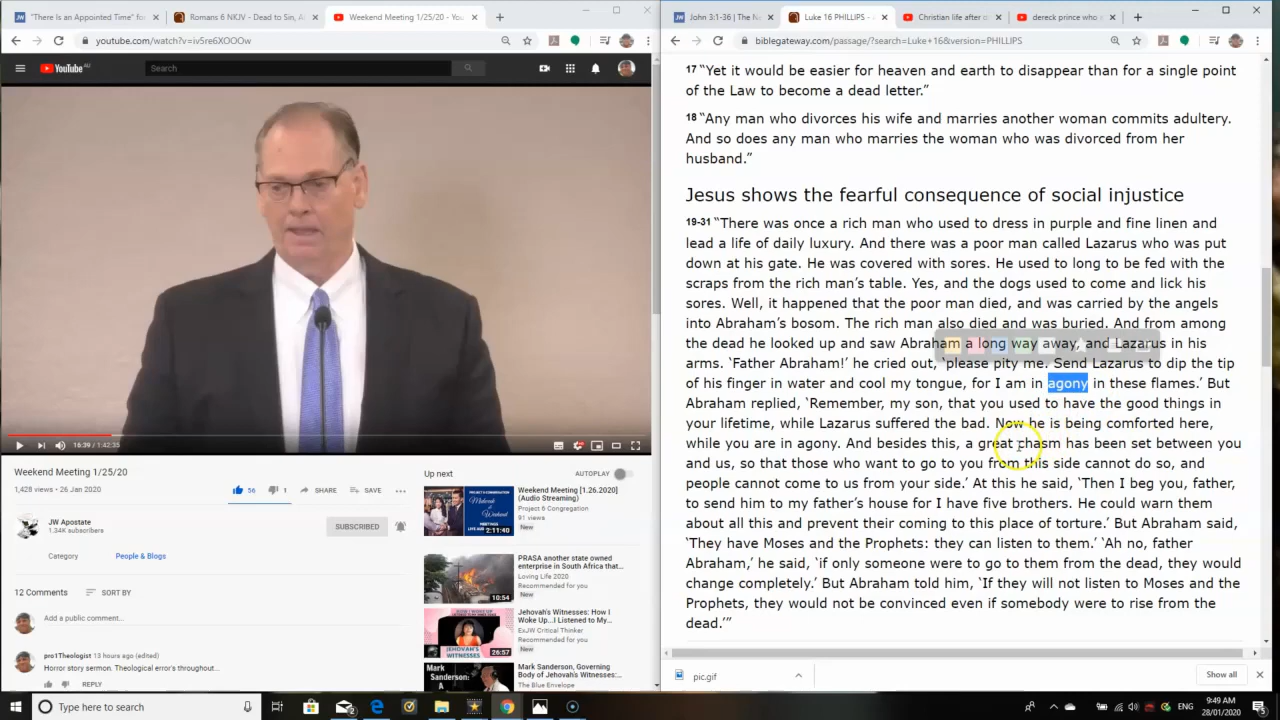 "There is an Appointed Time" for
Romans 6 NKJV - Dead to Sin, Al
Weekend Meeting 1/25/20 - You
youtube.com/watch?v=iv5re6XOOOw
YouTube AU
Search
16:39 / 1:42:35
Weekend Meeting 1/25/20
1,428 views • 26 Jan 2020
56
1
SHARE
SAVE
JW Apostate
1.34K subscribers
SUBSCRIBED
Category
People & Blogs
12 Comments
SORT BY
Add a public comment...
pro1Theologist 13 hours ago (edited)
Horror story sermon. Theological error's throughout...
REPLY
Up next
AUTOPLAY
Weekend Meeting [1.26.2020]
(Audio Streaming)
Project 6 Congregation
91 views
New
2:11:40
PRASA another state owned
enterprise in South Africa that...
Loving Life 2020
Recommended for you
New
10:54
Jehovah's Witnesses: How I
Woke Up...I Listened to My...
ExJW Critical Thinker
Recommended for you
New
JEHOVAH'S
WITNESSES
26:57
Mark Sanderson, Governing
Body of Jehovah's Witnesses:...
The Blue Envelope
Mark
Sanderson:
A
John 3:1-36 | The Ne
Luke 16 PHILLIPS -
Christian life after de
dereck prince who s
biblegateway.com/passage/?search=Luke+16&version=PHILLIPS
17 “Yet it would be easier for heaven and earth to disappear than for a single point
of the Law to become a dead letter.”
18 “Any man who divorces his wife and marries another woman commits adultery.
And so does any man who marries the woman who was divorced from her
husband.”
Jesus shows the fearful consequence of social injustice
19-31 “There was once a rich man who used to dress in purple and fine linen and
lead a life of daily luxury. And there was a poor man called Lazarus who was put
down at his gate. He was covered with sores. He used to long to be fed with the
scraps from the rich man’s table. Yes, and the dogs used to come and lick his
sores. Well, it happened that the poor man died, and was carried by the angels
into Abraham’s bosom. The rich man also died and was buried. And from among
the dead he looked up and saw Abraham a long way away, and Lazarus in his
arms. ‘Father Abraham!’ he cried out, ‘please pity me. Send Lazarus to dip the tip
of his finger in water and cool my tongue, for I am in agony in these flames.’ But
Abraham replied, ‘Remember, my son, that you used to have the good things in
your lifetime, while Lazarus suffered the bad. Now he is being comforted here,
while you are in agony. And besides this, a great chasm has been set between you
and us, so that those who want to go to you from this side cannot do so, and
people cannot come to us from your side.’ At this he said, ‘Then I beg you, father,
to send him to my father’s house for I have five brothers. He could warn them
about all this and prevent their coming to this place of torture.’ But Abraham said,
‘They have Moses and the Prophets: they can listen to them.’ ‘Ah no, father
Abraham,’ he said, ‘if only someone were to go to them from the dead, they would
change completely.’ But Abraham told him, ‘If they will not listen to Moses and the
Prophets, they would not be convinced even if somebody were to rise from the
dead.’”
pic.gif
Show all
Type here to search
ENG
9:49 AM
28/01/2020